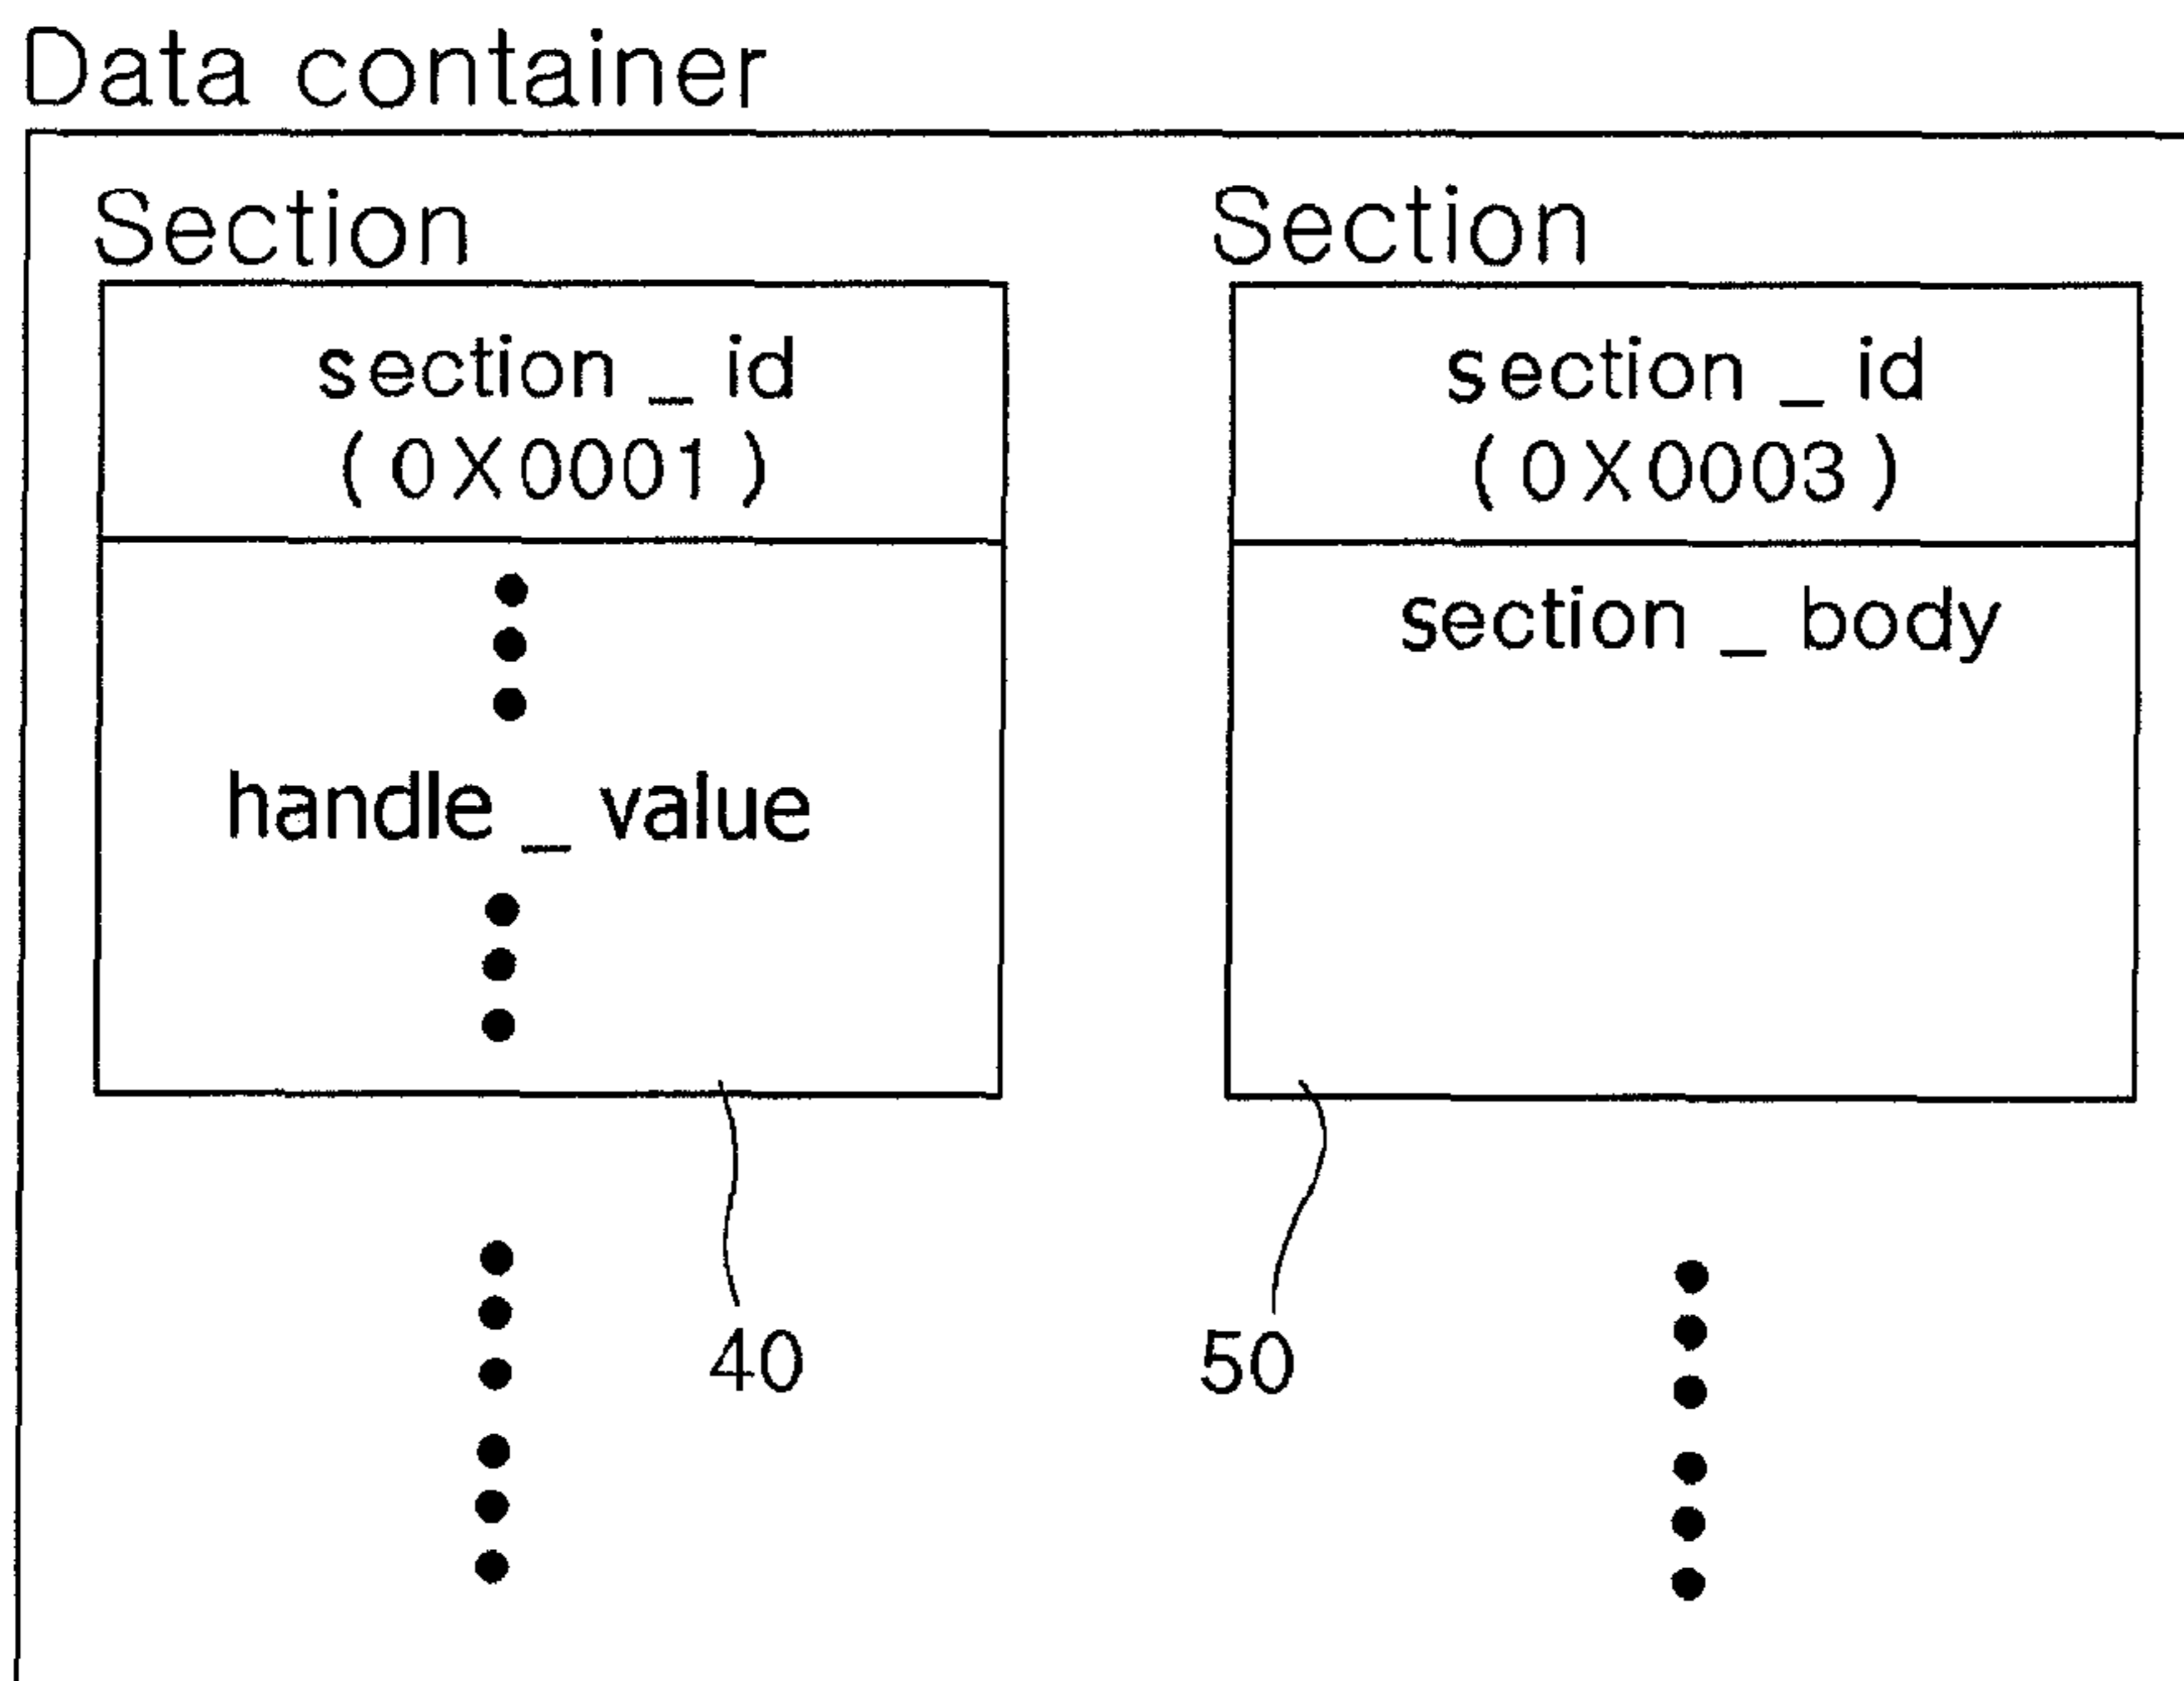 Data container
Section
section _ id
( 0X0001 )
handle _ value
40
Section
section _ id
( 0X0003 )
section _ body
50